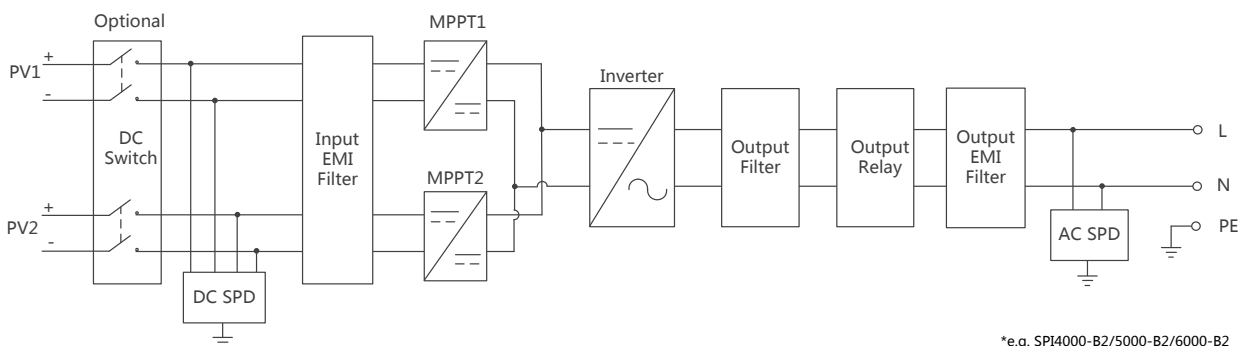 Optional
PV1
+
-
PV2
+
-
DC
Switch
DC SPD
Input
EMI
Filter
MPPT1
MPPT2
Inverter
Output
Filter
Output
Relay
Output
EMI
Filter
AC SPD
L
N
PE
*e.g. SPI4000-B2/5000-B2/6000-B2